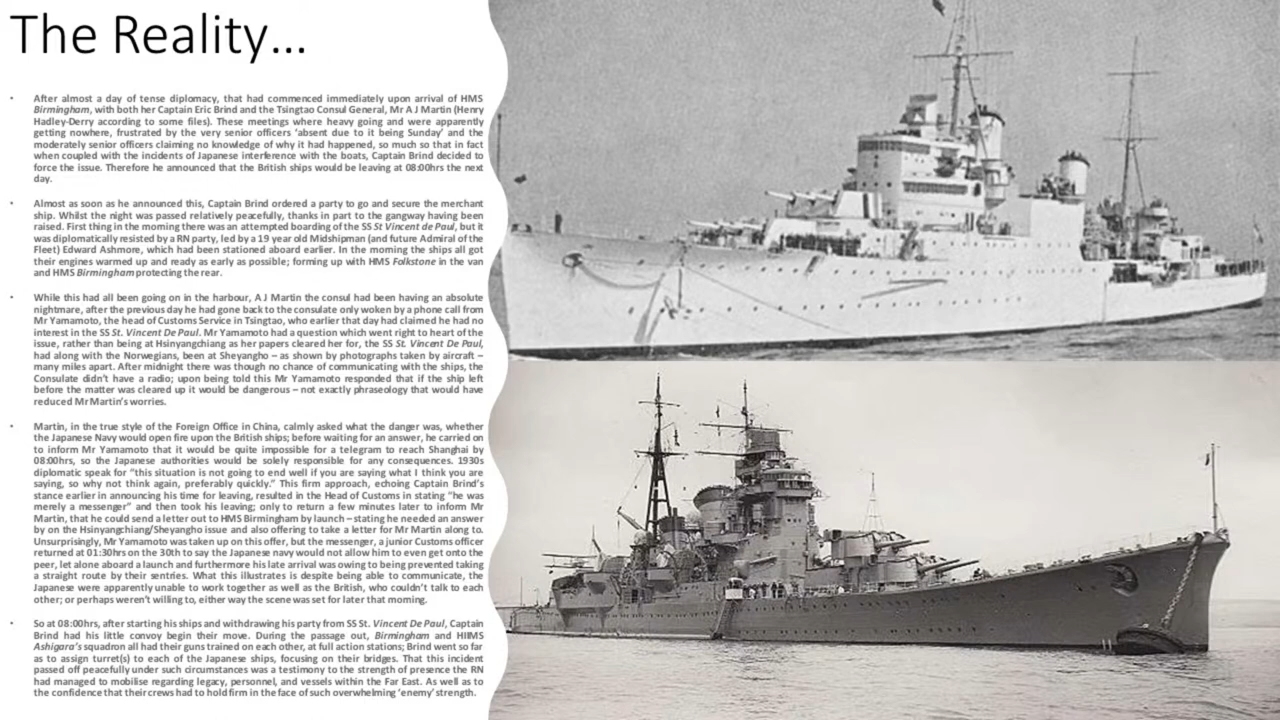 The Reality...
• After almost a day of tense diplomacy, that had commenced immediately upon arrival of HMS
Birmingham, with both her Captain Eric Brind and the Tsingtao Consul General, Mr A J Martin (Henry
Hadley-Derry according to some files). These meetings where heavy going and were apparently
getting nowhere, frustrated by the very senior officers 'absent due to it being Sunday' and the
moderately senior officers claiming no knowledge of why it had happened, so much so that in fact
when coupled with the incidents of Japanese interference with the boats, Captain Brind decided to
force the issue. Therefore he announced that the British ships would be leaving at 08:00hrs the next
day.
• Almost as soon as he announced this, Captain Brind ordered a party to go and secure the merchant
ship. Whilst the night was passed relatively peacefully, thanks in part to the gangway having been
raised. First thing in the morning there was an attempted boarding of the SS St Vincent de Paul, but it
was diplomatically resisted by a RN party, led by a 19 year old Midshipman (and future Admiral of the
Fleet) Edward Ashmore, which had been stationed aboard earlier. In the morning the ships all got
their engines warmed up and ready as early as possible; forming up with HMS Folkstone in the van
and HMS Birmingham protecting the rear.
• While this had all been going on in the harbour, A J Martin the consul had been having an absolute
nightmare, after the previous day he had gone back to the consulate only woken by a phone call from
Mr Yamamoto, the head of Customs Service in Tsingtao, who earlier that day had claimed he had no
interest in the SS St. Vincent De Paul. Mr Yamamoto had a question which went right to heart of the
issue, rather than being at Hsinyangchiang as her papers cleared her for, the SS St. Vincent De Paul,
had along with the Norwegians, been at Sheyangho – as shown by photographs taken by aircraft –
many miles apart. After midnight there was though no chance of communicating with the ships, the
Consulate didn't have a radio; upon being told this Mr Yamamoto responded that if the ship left
before the matter was cleared up it would be dangerous – not exactly phraseology that would have
reduced Mr Martin's worries.
• Martin, in the true style of the Foreign Office in China, calmly asked what the danger was, whether
the Japanese Navy would open fire upon the British ships; before waiting for an answer, he carried on
to inform Mr Yamamoto that it would be quite impossible for a telegram to reach Shanghai by
08:00hrs, so the Japanese authorities would be solely responsible for any consequences. 1930s
diplomatic speak for "this situation is not going to end well if you are saying what I think you are
saying, so why not think again, preferably quickly." This firm approach, echoing Captain Brind's
stance earlier in announcing his time for leaving, resulted in the Head of Customs in stating "he was
merely a messenger" and then took his leaving; only to return a few minutes later to inform Mr
Martin, that he could send a letter out to HMS Birmingham by launch – stating he needed an answer
by on the Hsinyangchiang/Sheyangho issue and also offering to take a letter for Mr Martin along to.
Unsurprisingly, Mr Yamamoto was taken up on this offer, but the messenger, a junior Customs officer
returned at 01:30hrs on the 30th to say the Japanese navy would not allow him to even get onto the
peer, let alone aboard a launch and furthermore his late arrival was owing to being prevented taking
a straight route by their sentries. What this illustrates is despite being able to communicate, the
Japanese were apparently unable to work together as well as the British, who couldn't talk to each
other; or perhaps weren't willing to, either way the scene was set for later that morning.
• So at 08:00hrs, after starting his ships and withdrawing his party from SS St. Vincent De Paul, Captain
Brind had his little convoy begin their move. During the passage out, Birmingham and HIIMS
Ashigara's squadron all had their guns trained on each other, at full action stations; Brind went so far
as to assign turret(s) to each of the Japanese ships, focusing on their bridges. That this incident
passed off peacefully under such circumstances was a testimony to the strength of presence the RN
had managed to mobilise regarding legacy, personnel, and vessels within the Far East. As well as to
the confidence that their crews had to hold firm in the face of such overwhelming 'enemy' strength.